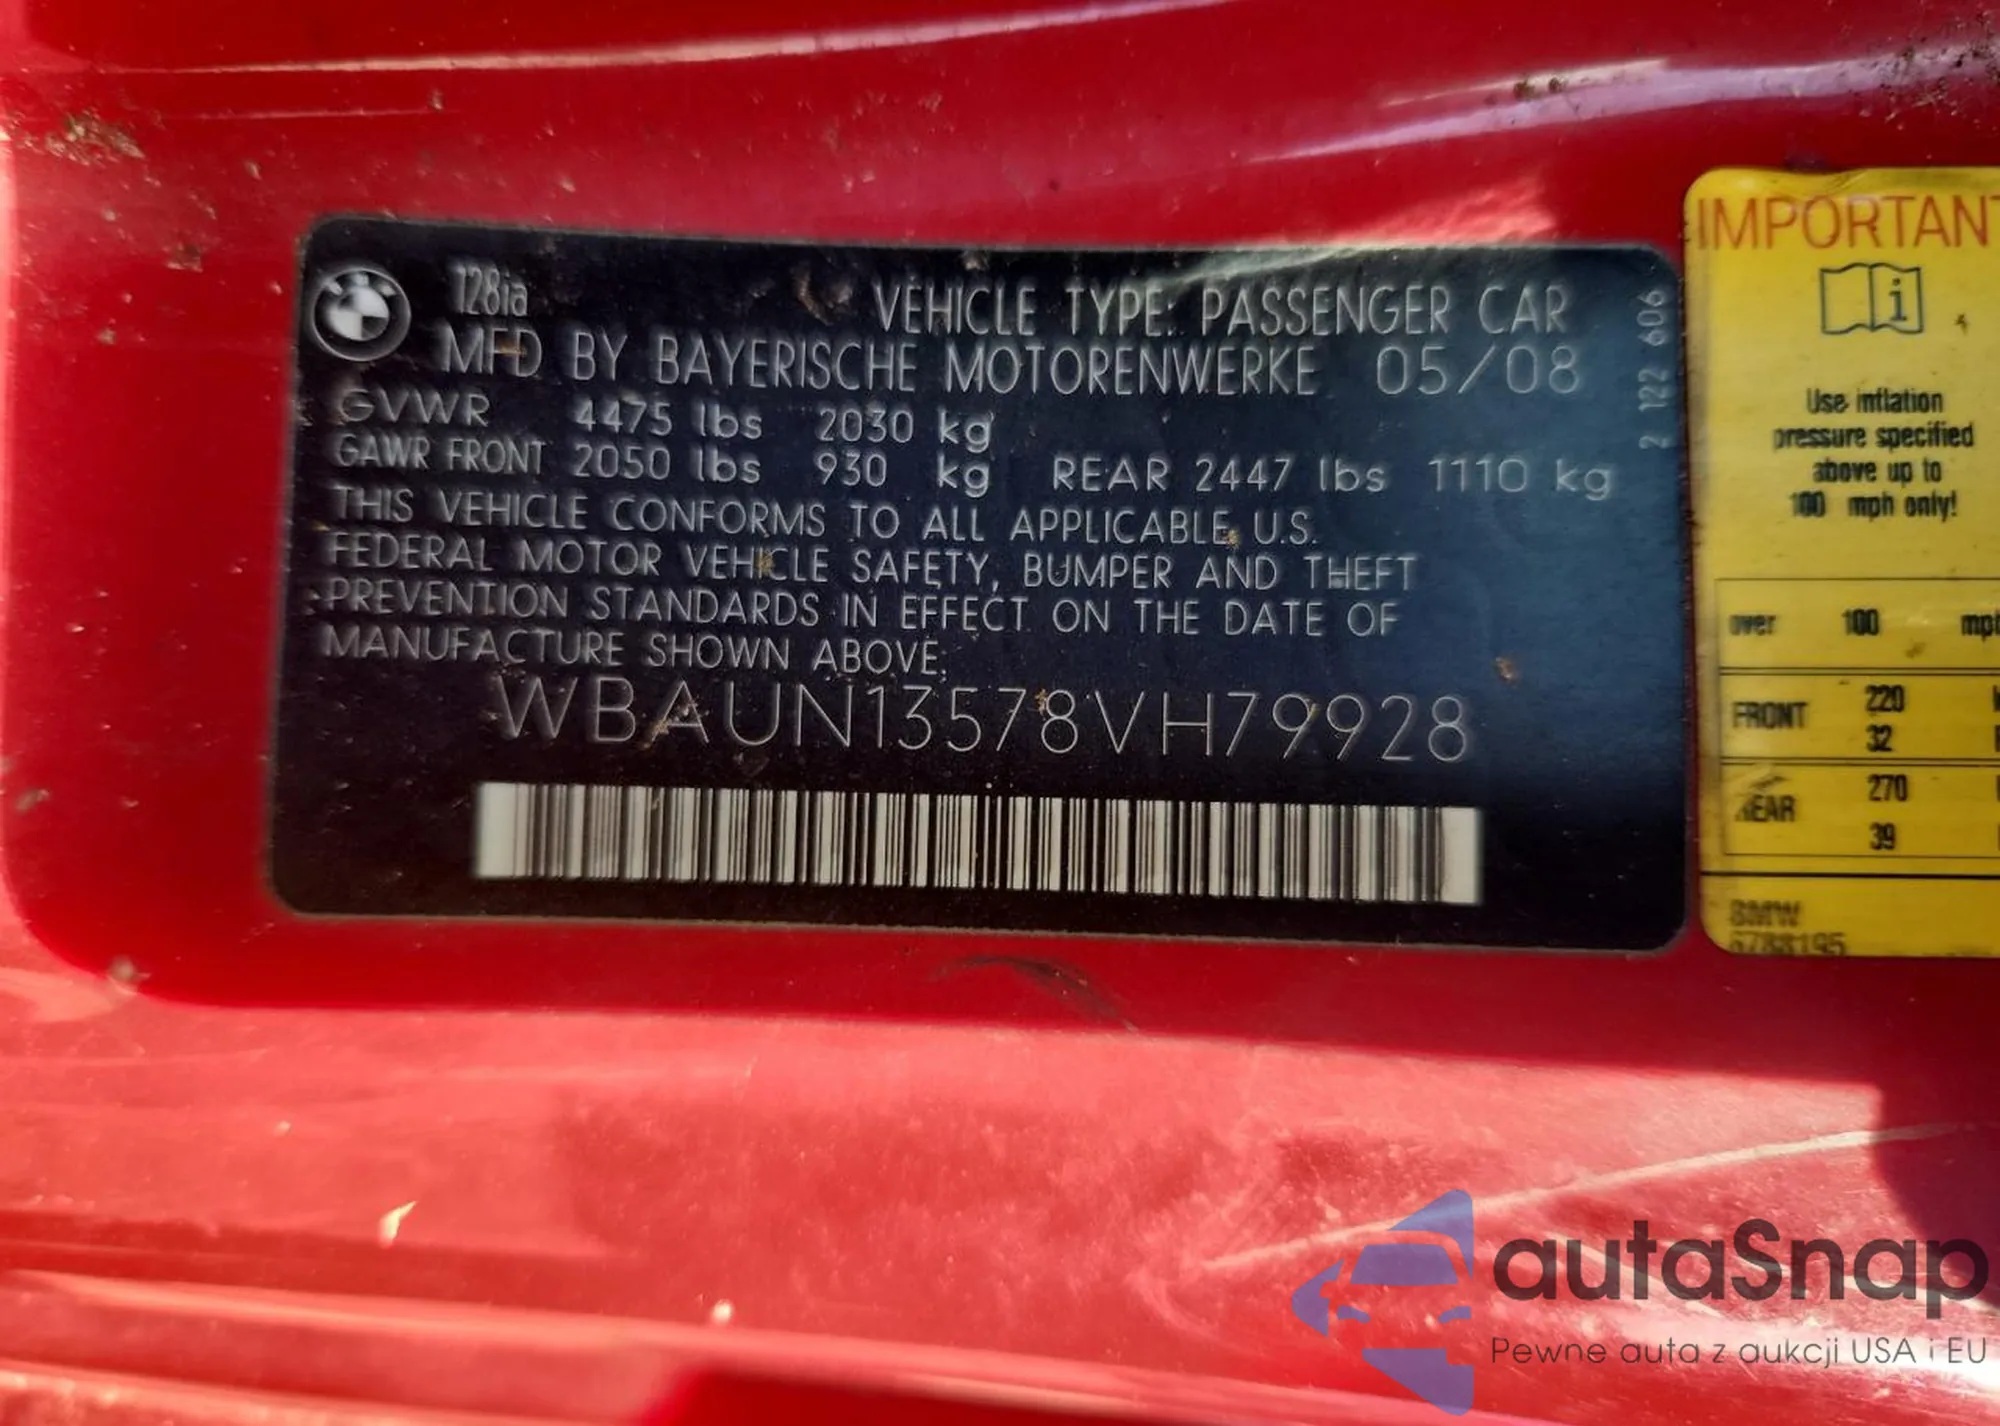 128ia
VEHICLE TYPE: PASSENGER CAR
MFD BY BAYERISCHE MOTORENWERKE 05/08
GVWR 4475 lbs 2030 kg
GAWR FRONT 2050 lbs 930 kg REAR 2447 lbs 1110 kg
THIS VEHICLE CONFORMS TO ALL APPLICABLE U.S.
FEDERAL MOTOR VEHICLE SAFETY, BUMPER AND THEFT
PREVENTION STANDARDS IN EFFECT ON THE DATE OF
MANUFACTURE SHOWN ABOVE.
WBAUN13578VH79928
2 122 606
IMPORTANT
i
Use inflation
pressure specified
above up to
100 mph only!
over 100 mph
FRONT 220
32
REAR 270
39
BMW
6788195
autaSnap
Pewne auta z aukcji USA i EU